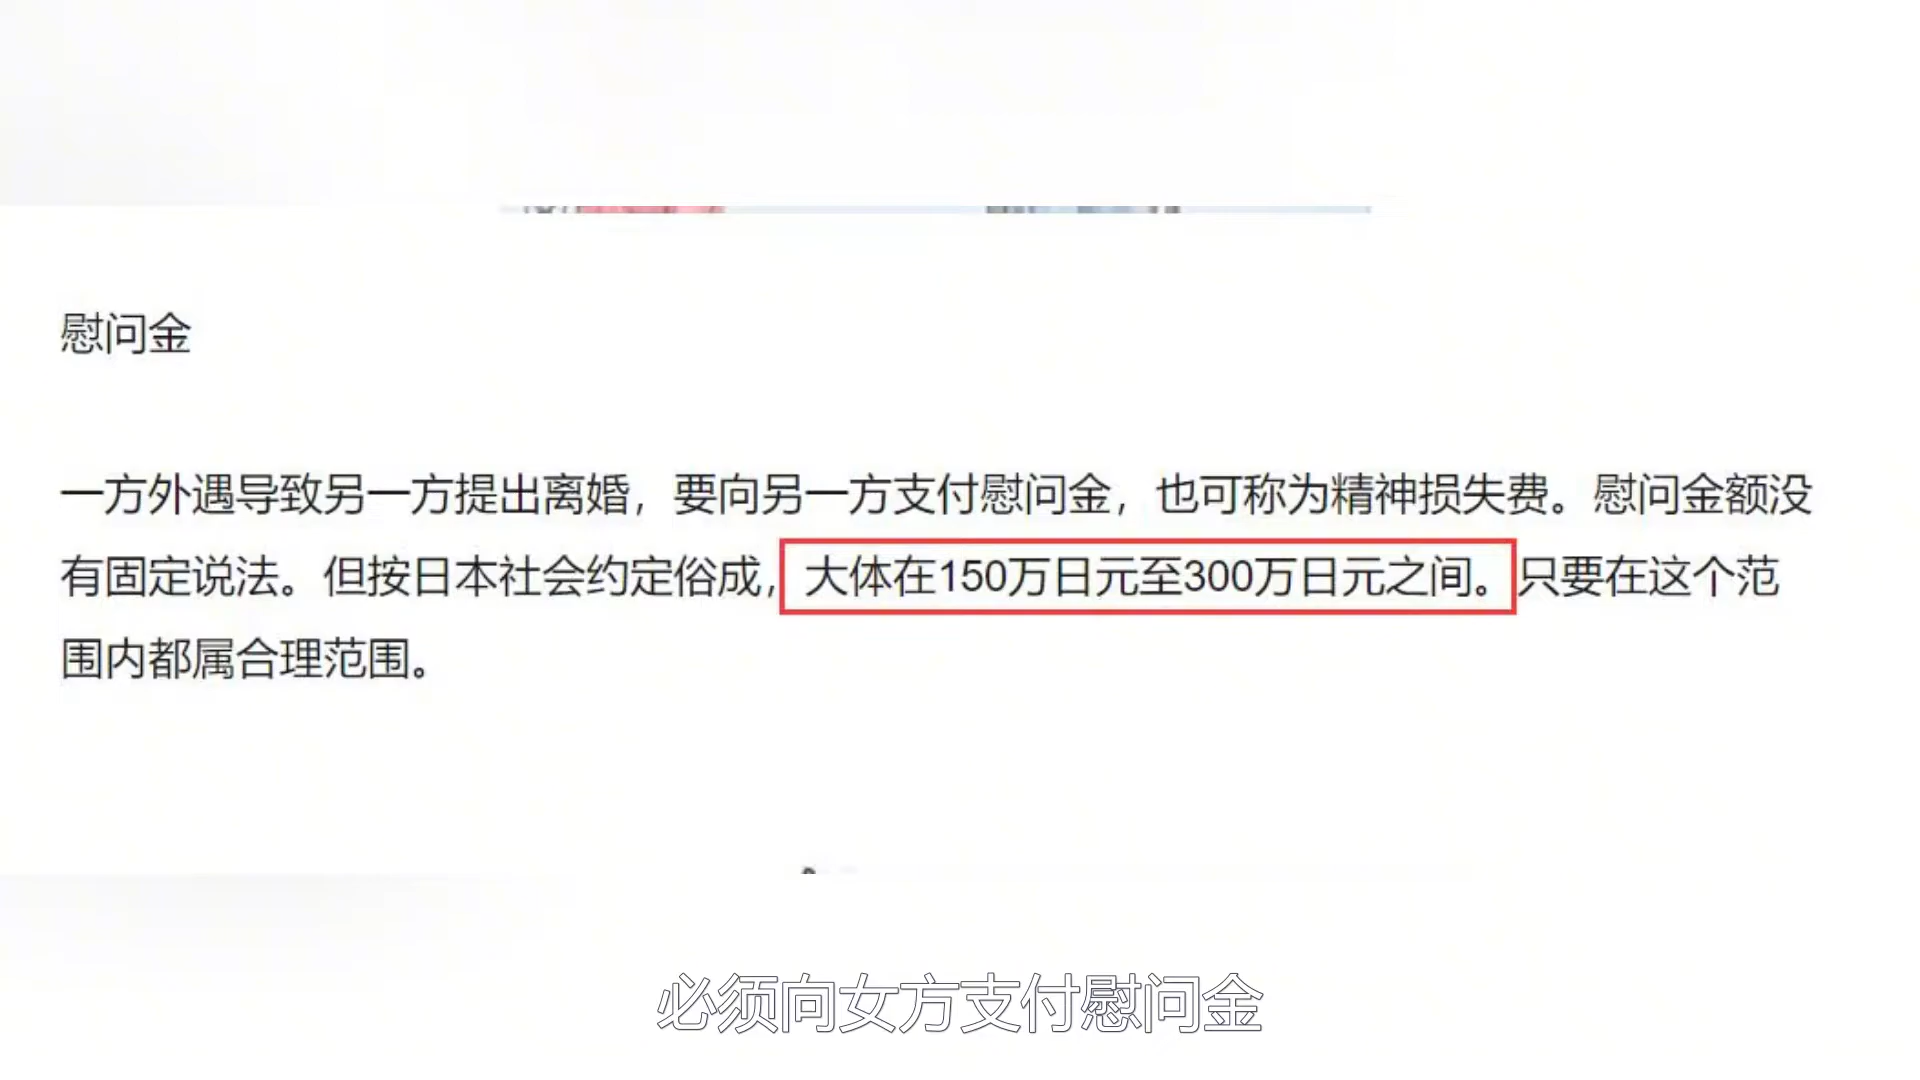 慰问金
一方外遇导致另一方提出离婚，要向另一方支付慰问金，也可称为精神损失费。慰问金额没
有固定说法。但按日本社会约定俗成，大体在150万日元至300万日元之间。只要在这个范
围内都属合理范围。
必须向女方支付慰问金